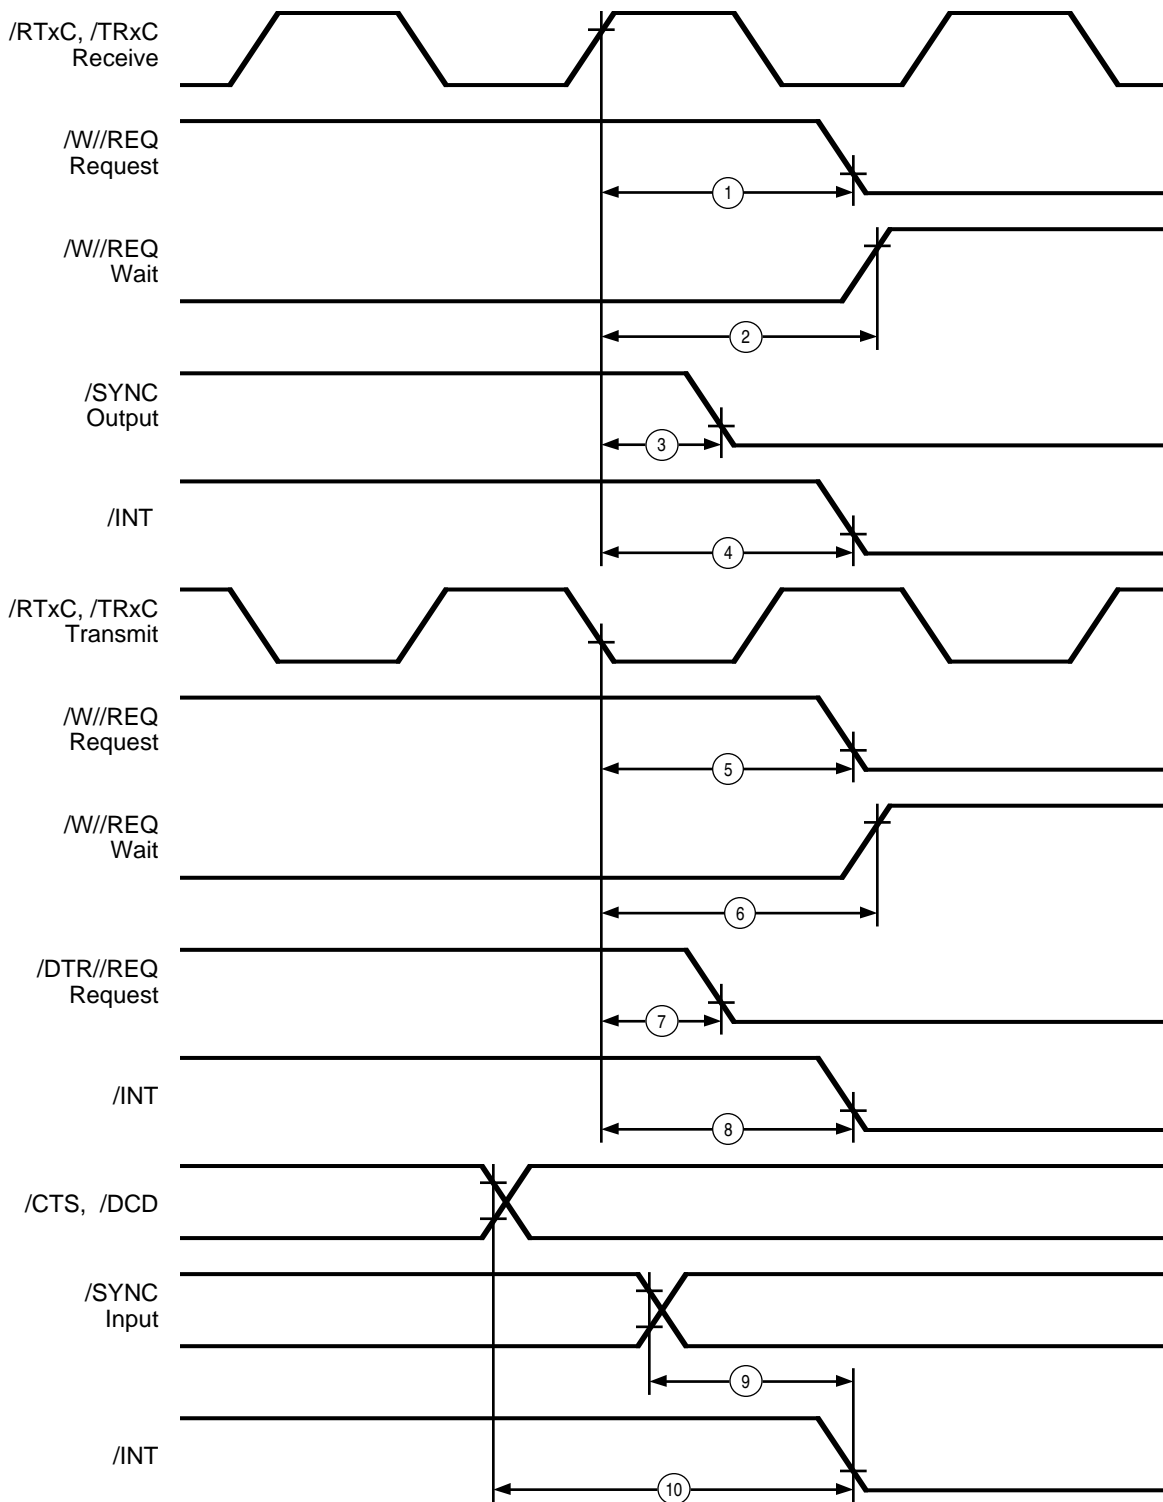 /RTxC, /TRxC
Receive
/W//REQ
Request
1
/W//REQ
Wait
2
/SYNC
Output
3
/INT
4
/RTxC, /TRxC
Transmit
/W//REQ
Request
5
/W//REQ
Wait
6
/DTR//REQ
Request
7
/INT
8
/CTS, /DCD
/SYNC
Input
9
/INT
10